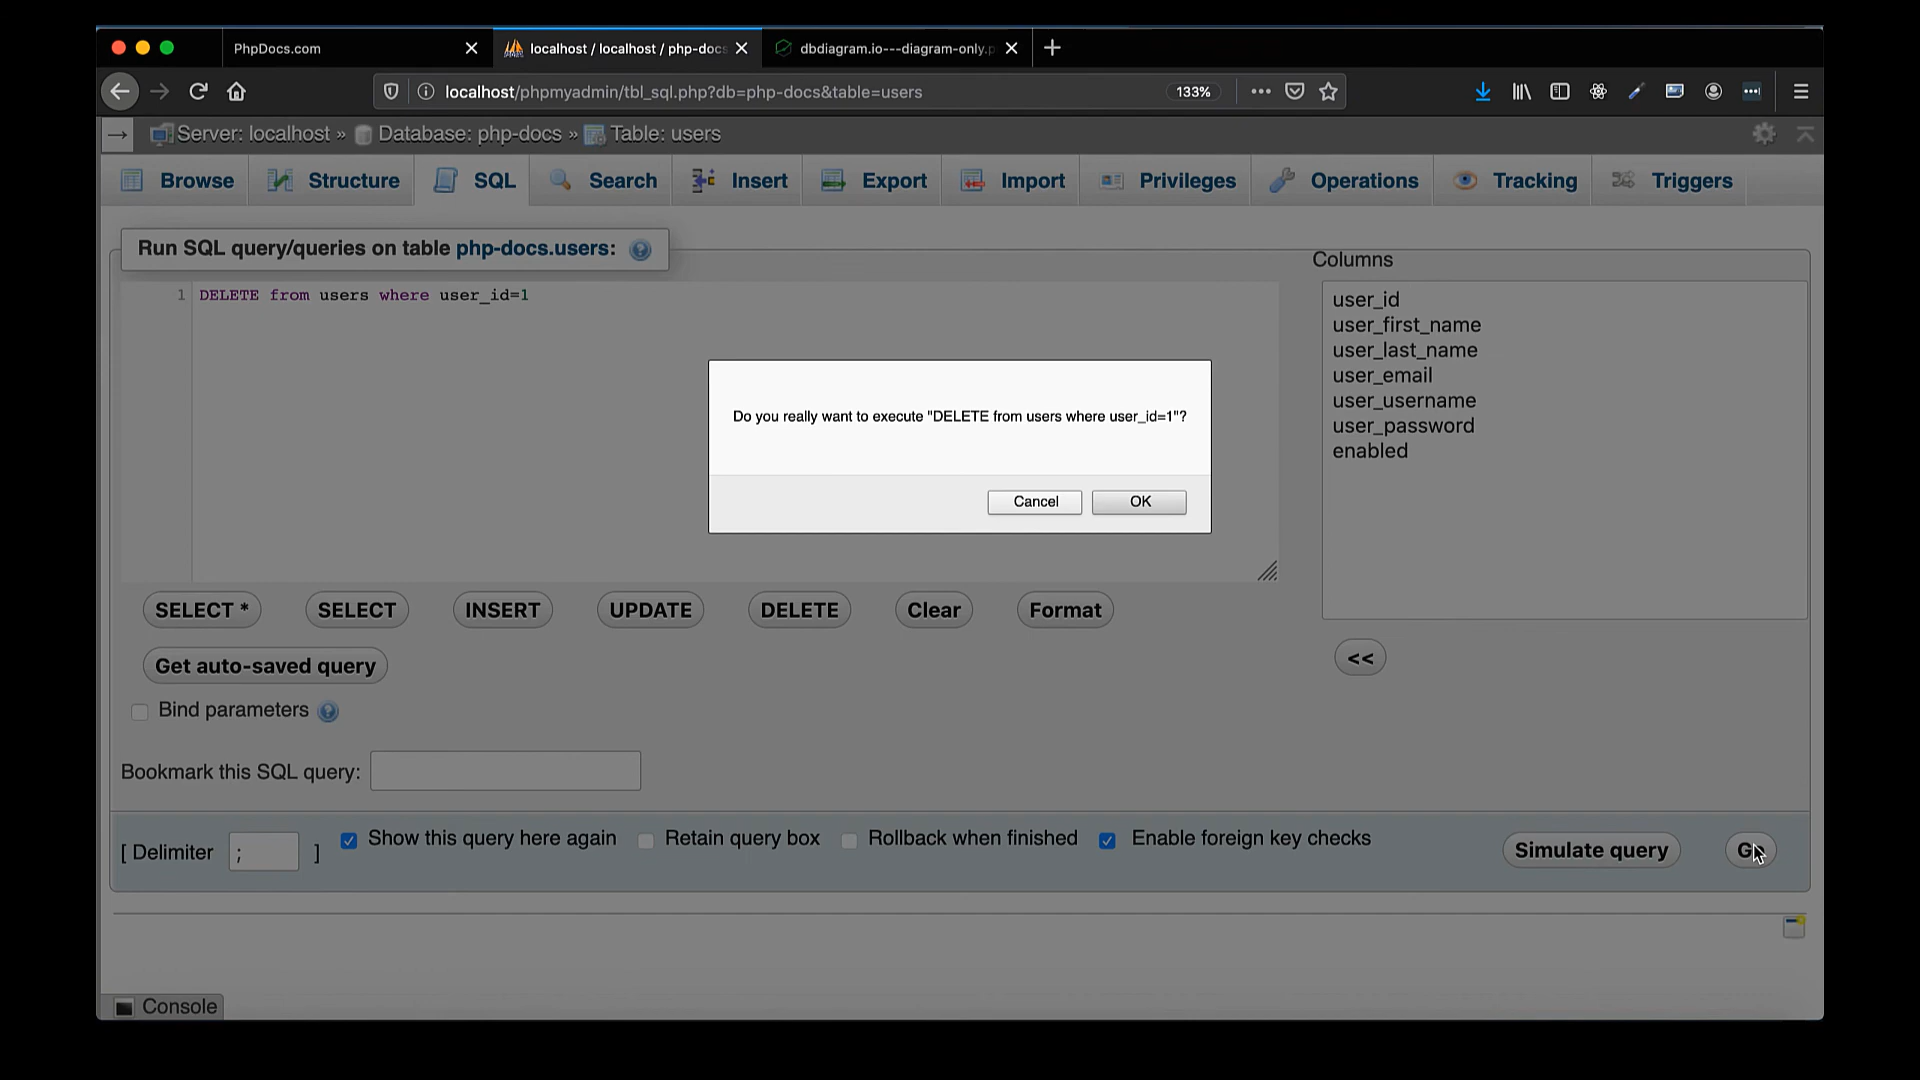 PhpDocs.com
localhost / localhost / php-docs
dbdiagram.io---diagram-only.p
localhost/phpmyadmin/tbl_sql.php?db=php-docs&table=users
133%
Server: localhost » Database: php-docs » Table: users
Browse Structure SQL Search Insert Export Import Privileges Operations Tracking Triggers
Run SQL query/queries on table php-docs.users:
1 DELETE from users where user_id=1
Columns
user_id
user_first_name
user_last_name
user_email
user_username
user_password
enabled
Do you really want to execute "DELETE from users where user_id=1"?
Cancel OK
SELECT * SELECT INSERT UPDATE DELETE Clear Format
<<
Get auto-saved query
Bind parameters
Bookmark this SQL query:
[ Delimiter ; ] Show this query here again Retain query box Rollback when finished Enable foreign key checks Simulate query Go
Console